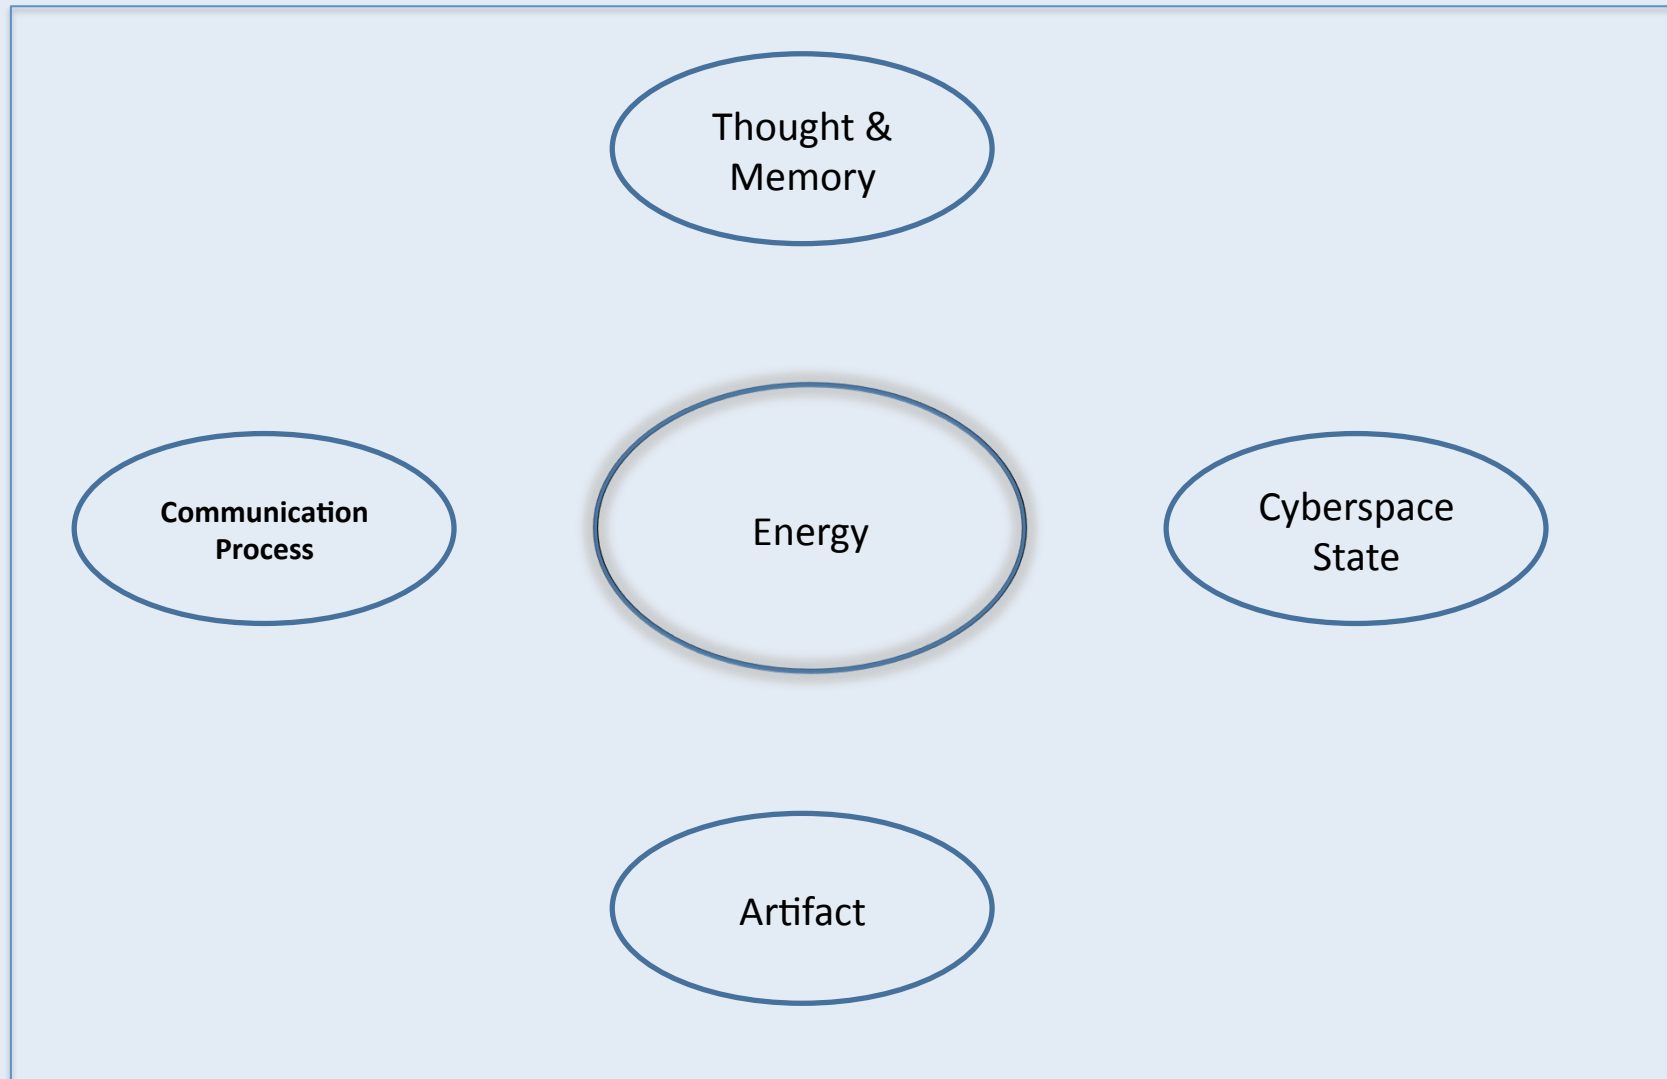 Thought &
Memory
Communication
Process
Energy
Cyberspace
State
Artifact